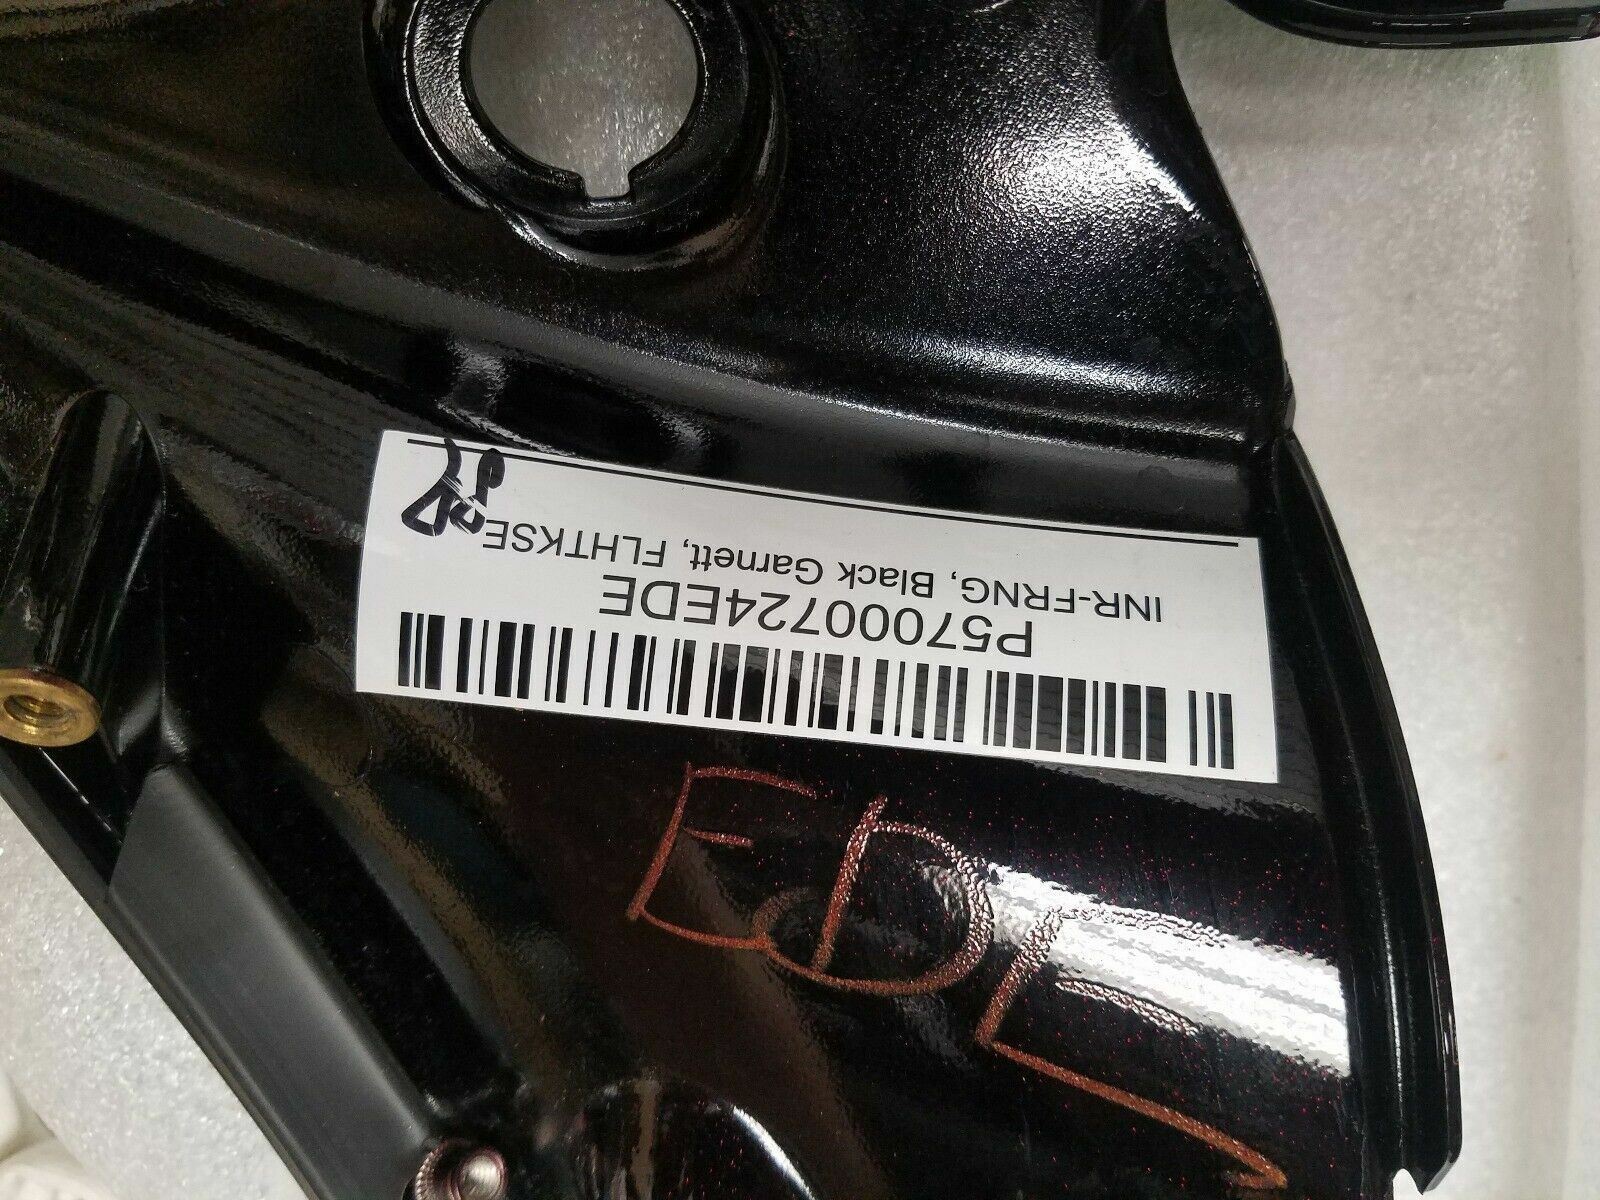 P57000724EDE
INR-FRNG, Black Garnett, FLHTKSE
EDE